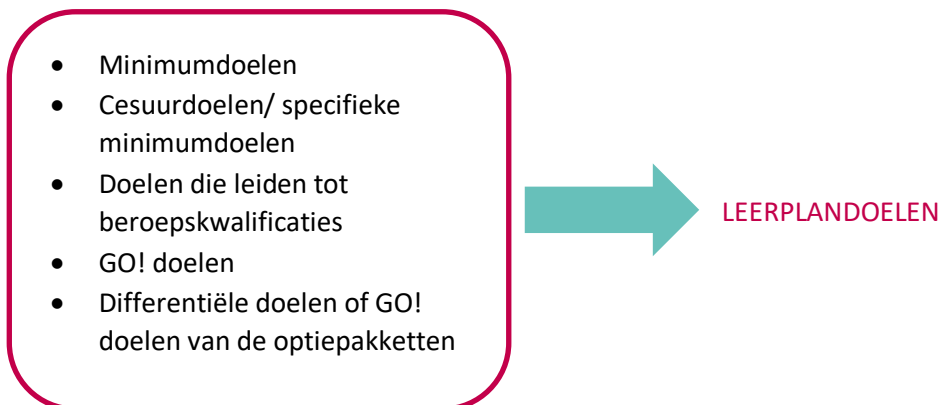 • Minimumdoelen
• Cesuurdoelen/ specifieke
minimumdoelen
• Doelen die leiden tot
beroepskwalificaties
• GO! doelen
• Differentiële doelen of GO!
doelen van de optiepakketten
LEERPLANDOELEN